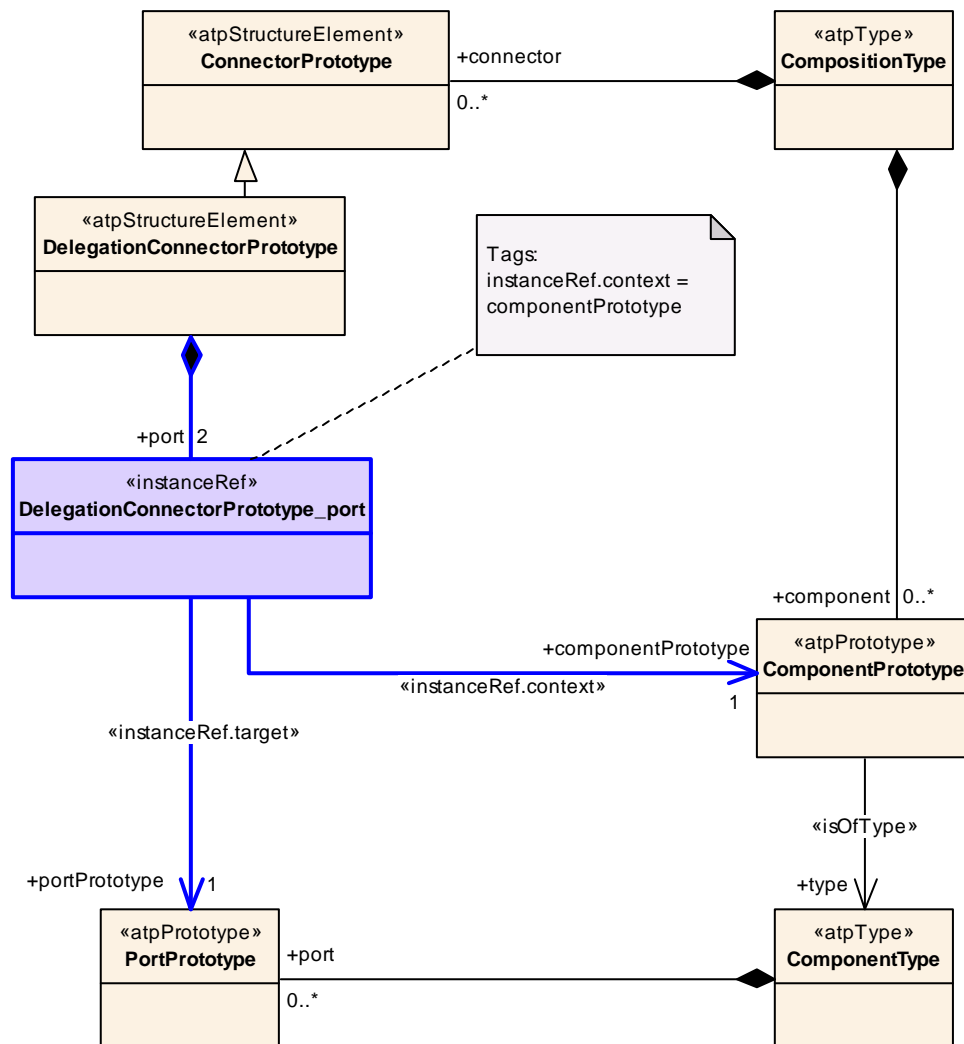 «atpStructureElement»
ConnectorPrototype
+connector
0..*
«atpType»
CompositionType
«atpStructureElement»
DelegationConnectorPrototype
Tags:
instanceRef.context =
componentPrototype
+port 2
«instanceRef»
DelegationConnectorPrototype_port
+component 0..*
+componentPrototype
«instanceRef.context»
1
«atpPrototype»
ComponentPrototype
«instanceRef.target»
«isOfType»
+portPrototype
1
+type
«atpPrototype»
PortPrototype
+port
0..*
«atpType»
ComponentType